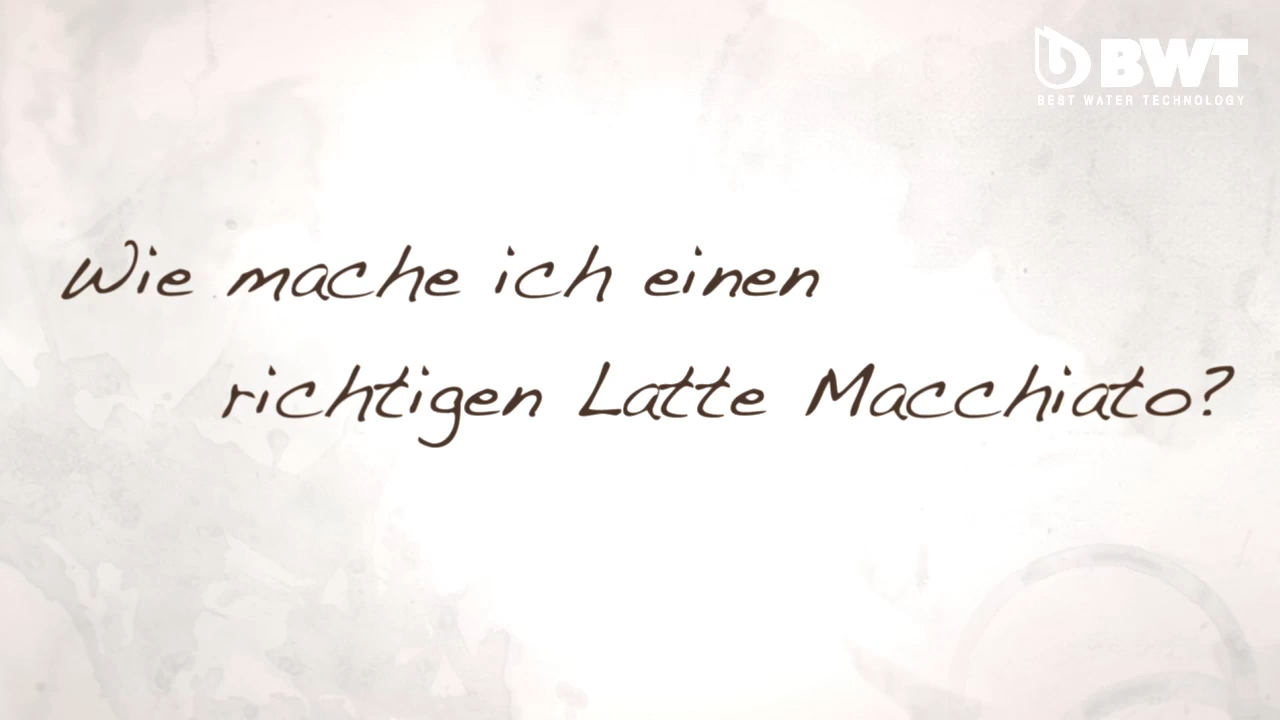 BWT
BEST WATER TECHNOLOGY
Wie mache ich einen
richtigen Latte Macchiato?